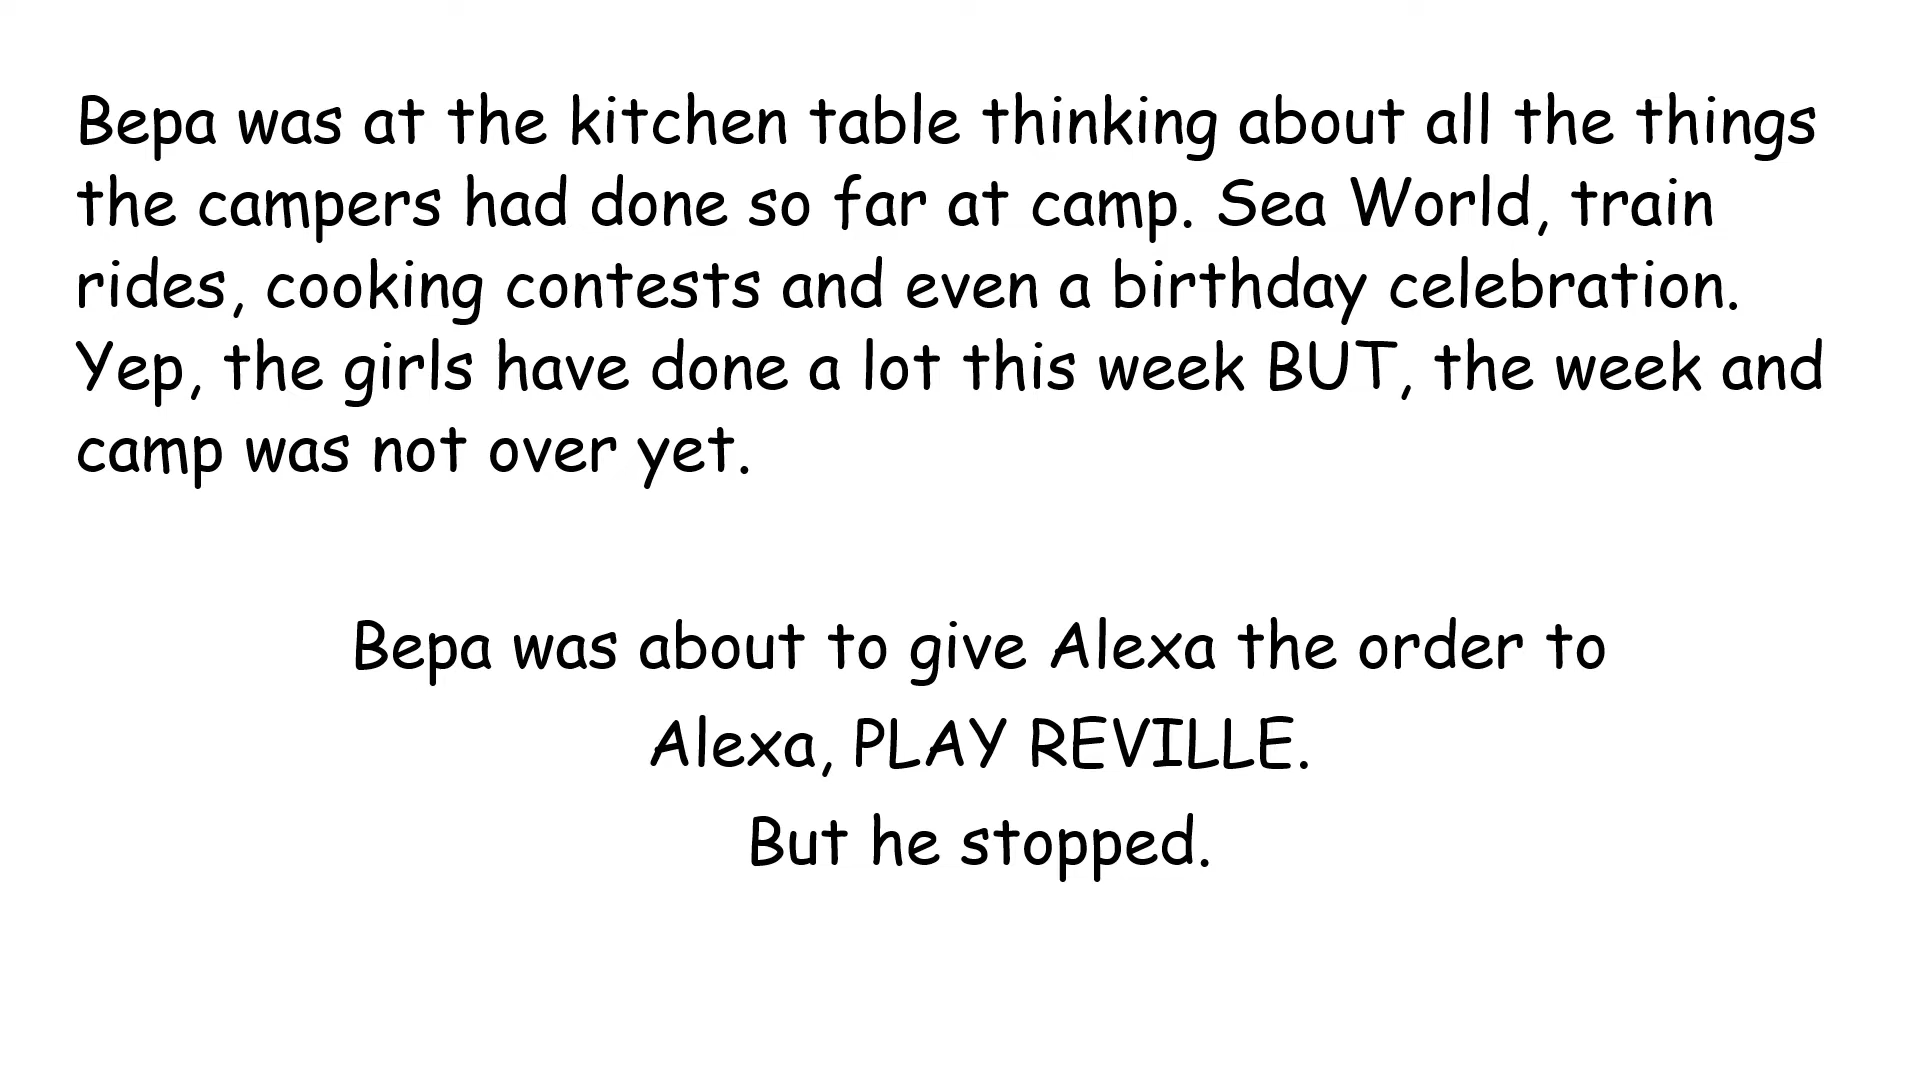 Bepa was at the kitchen table thinking about all the things
the campers had done so far at camp. Sea World, train
rides, cooking contests and even a birthday celebration.
Yep, the girls have done a lot this week BUT, the week and
camp was not over yet.
Bepa was about to give Alexa the order to
Alexa, PLAY REVILLE.
But he stopped.